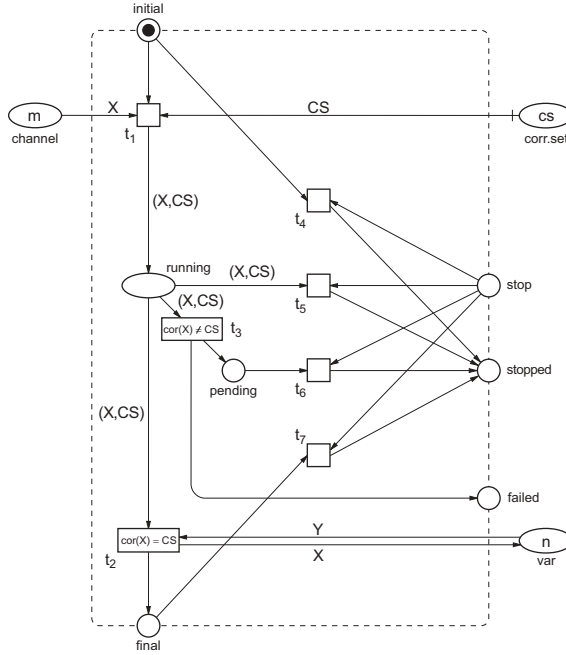 initial
m
X
CS
cs
channel
t1
corr.set
(X,CS)
t4
running
(X,CS)
stop
(X,CS)
t5
cor(X) ≠ CS
t3
stopped
pending
t6
(X,CS)
t7
failed
Y
cor(X) = CS
n
t2
X
var
final